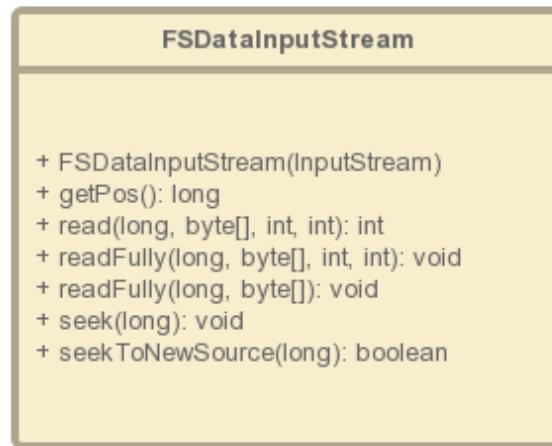 FSDataInputStream
+ FSDataInputStream(InputStream)
+ getPos(): long
+ read(long, byte[], int, int): int
+ readFully(long, byte[], int, int): void
+ readFully(long, byte[]): void
+ seek(long): void
+ seekToNewSource(long): boolean